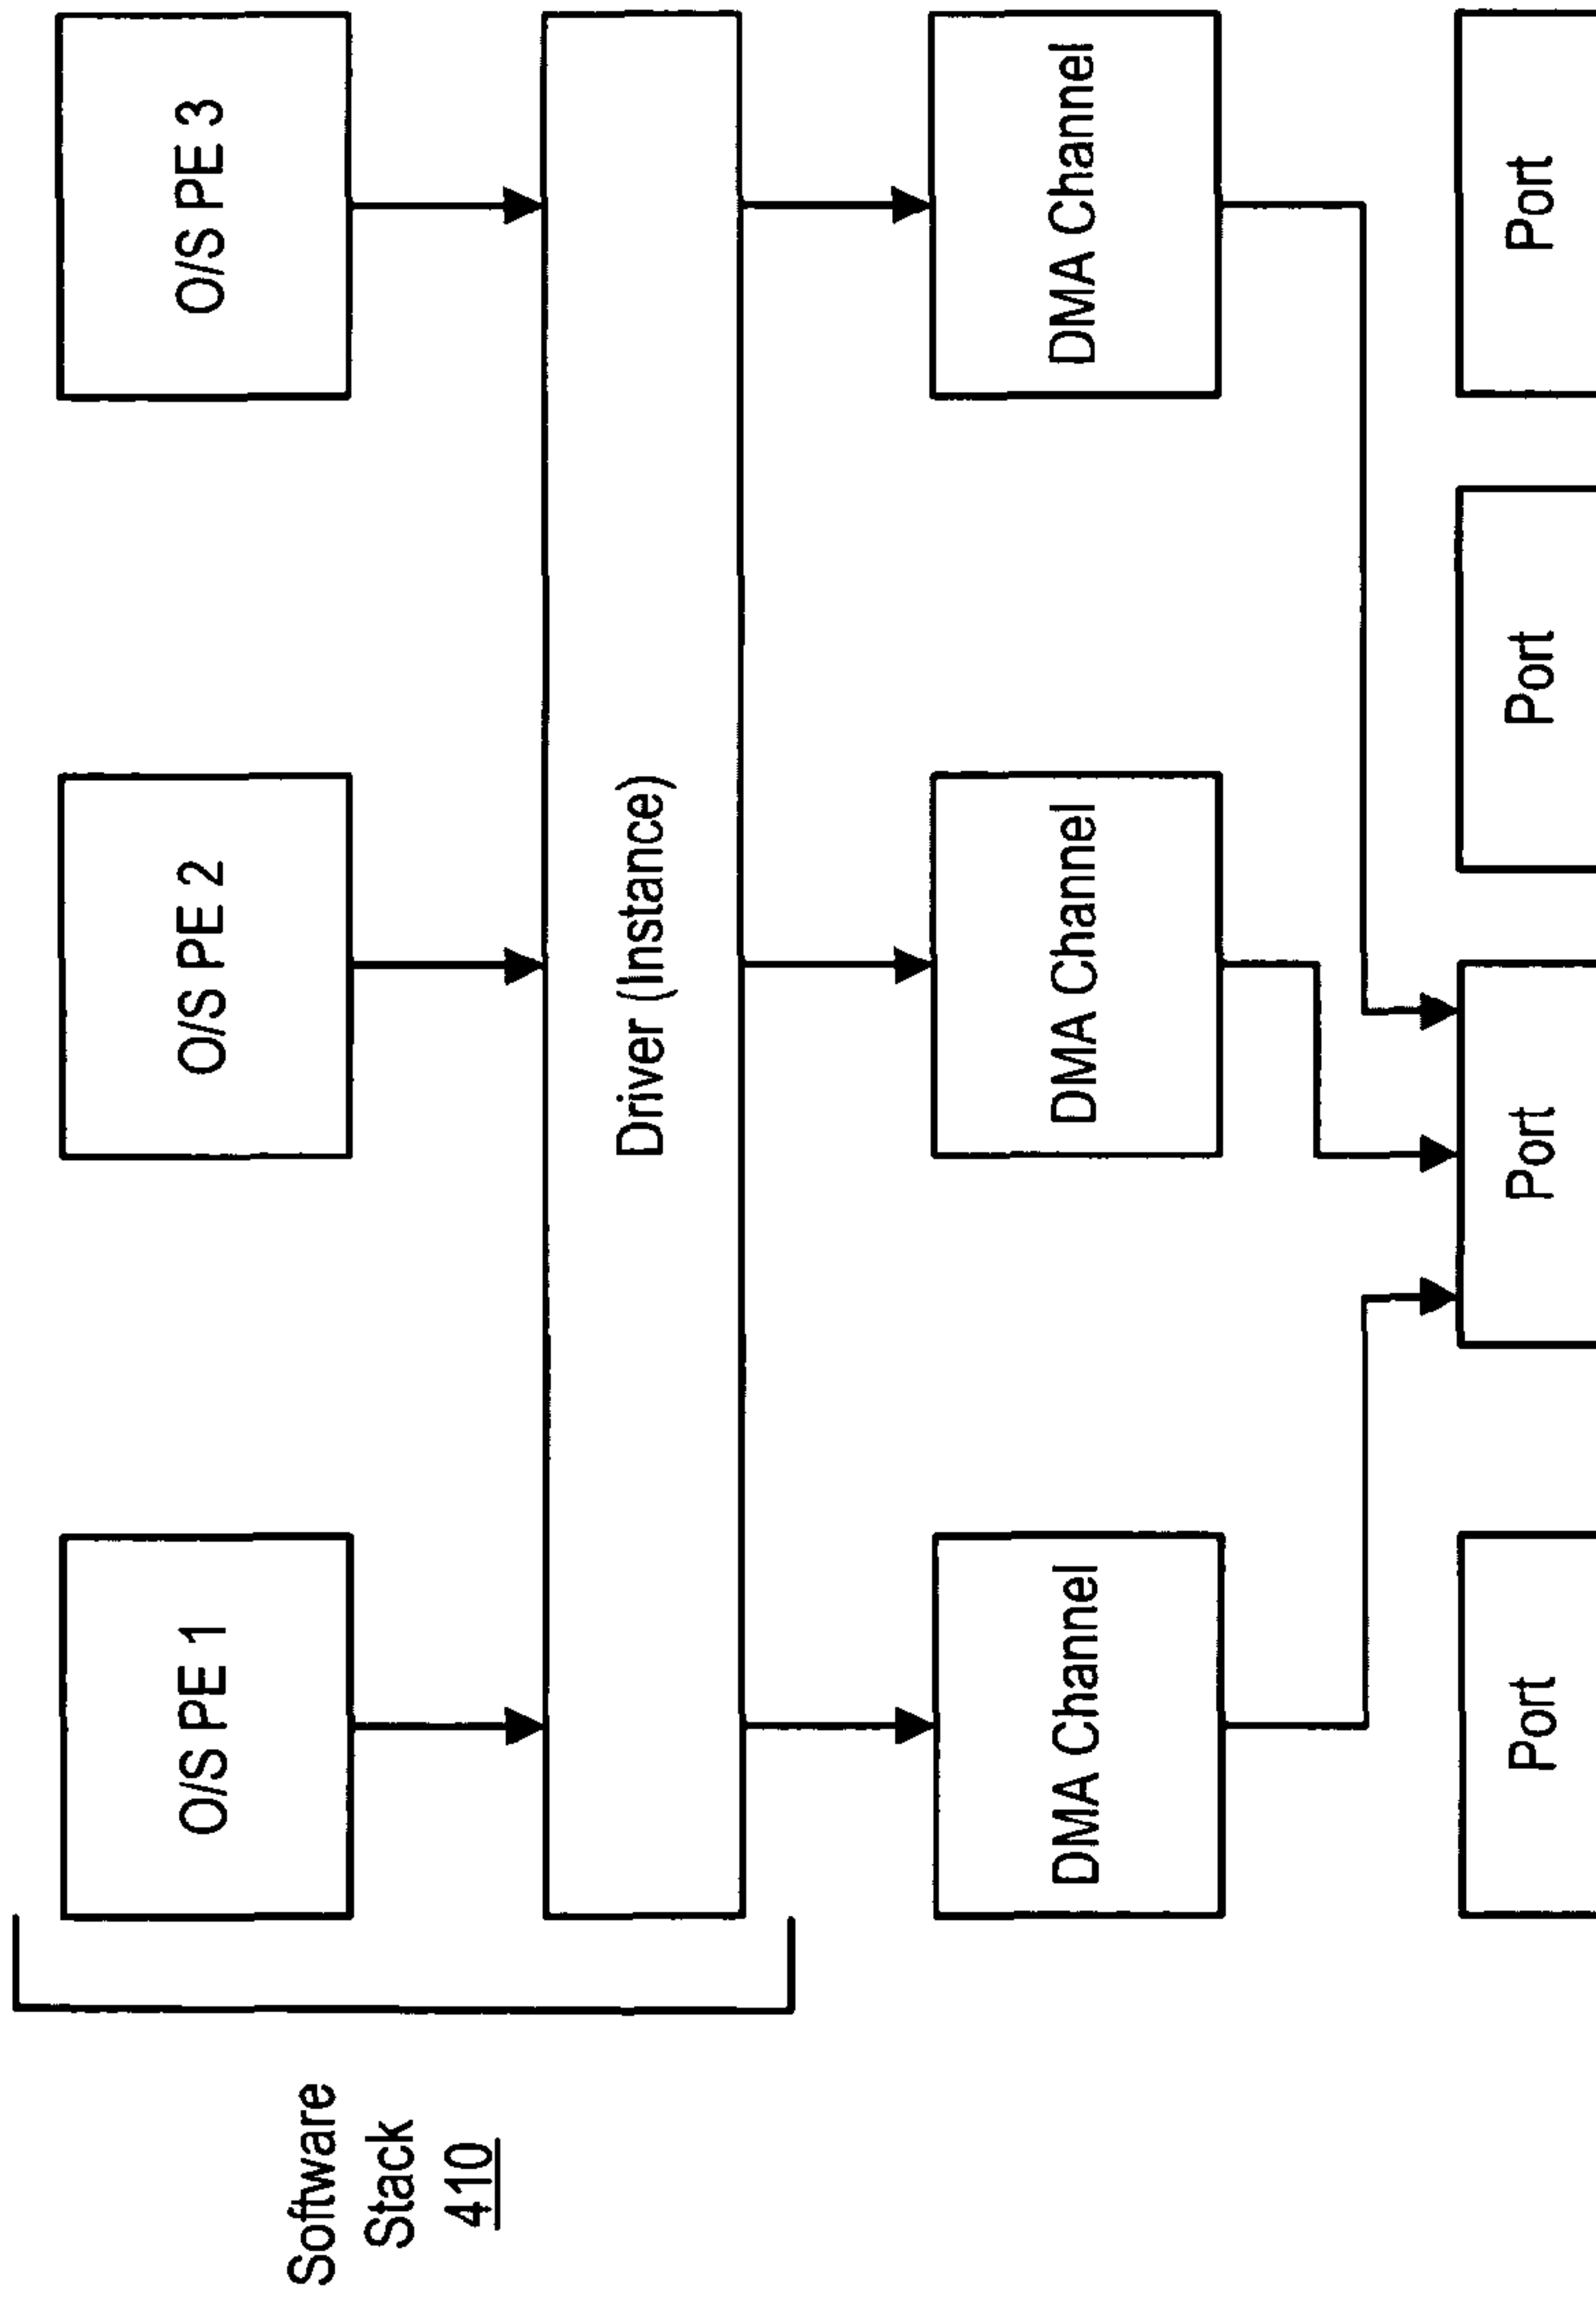 Software
Stack
410
O/S PE 1
O/S PE 2
O/S PE 3
Driver (Instance)
DMA Channel
DMA Channel
DMA Channel
Port
Port
Port
Port